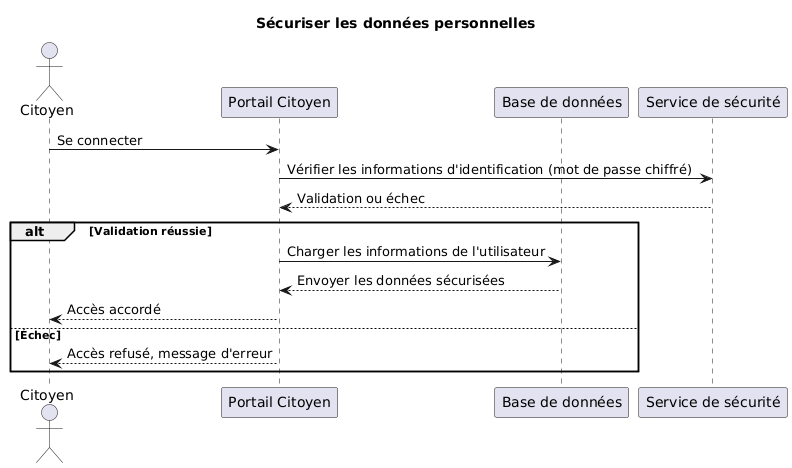 Sécuriser les données personnelles
Citoyen
Portail Citoyen
Base de données
Service de sécurité
Se connecter
Vérifier les informations d'identification (mot de passe chiffré)
Validation ou échec
alt
[Validation réussie]
Charger les informations de l'utilisateur
Envoyer les données sécurisées
Accès accordé
[Échec]
Accès refusé, message d'erreur
Citoyen
Portail Citoyen
Base de données
Service de sécurité